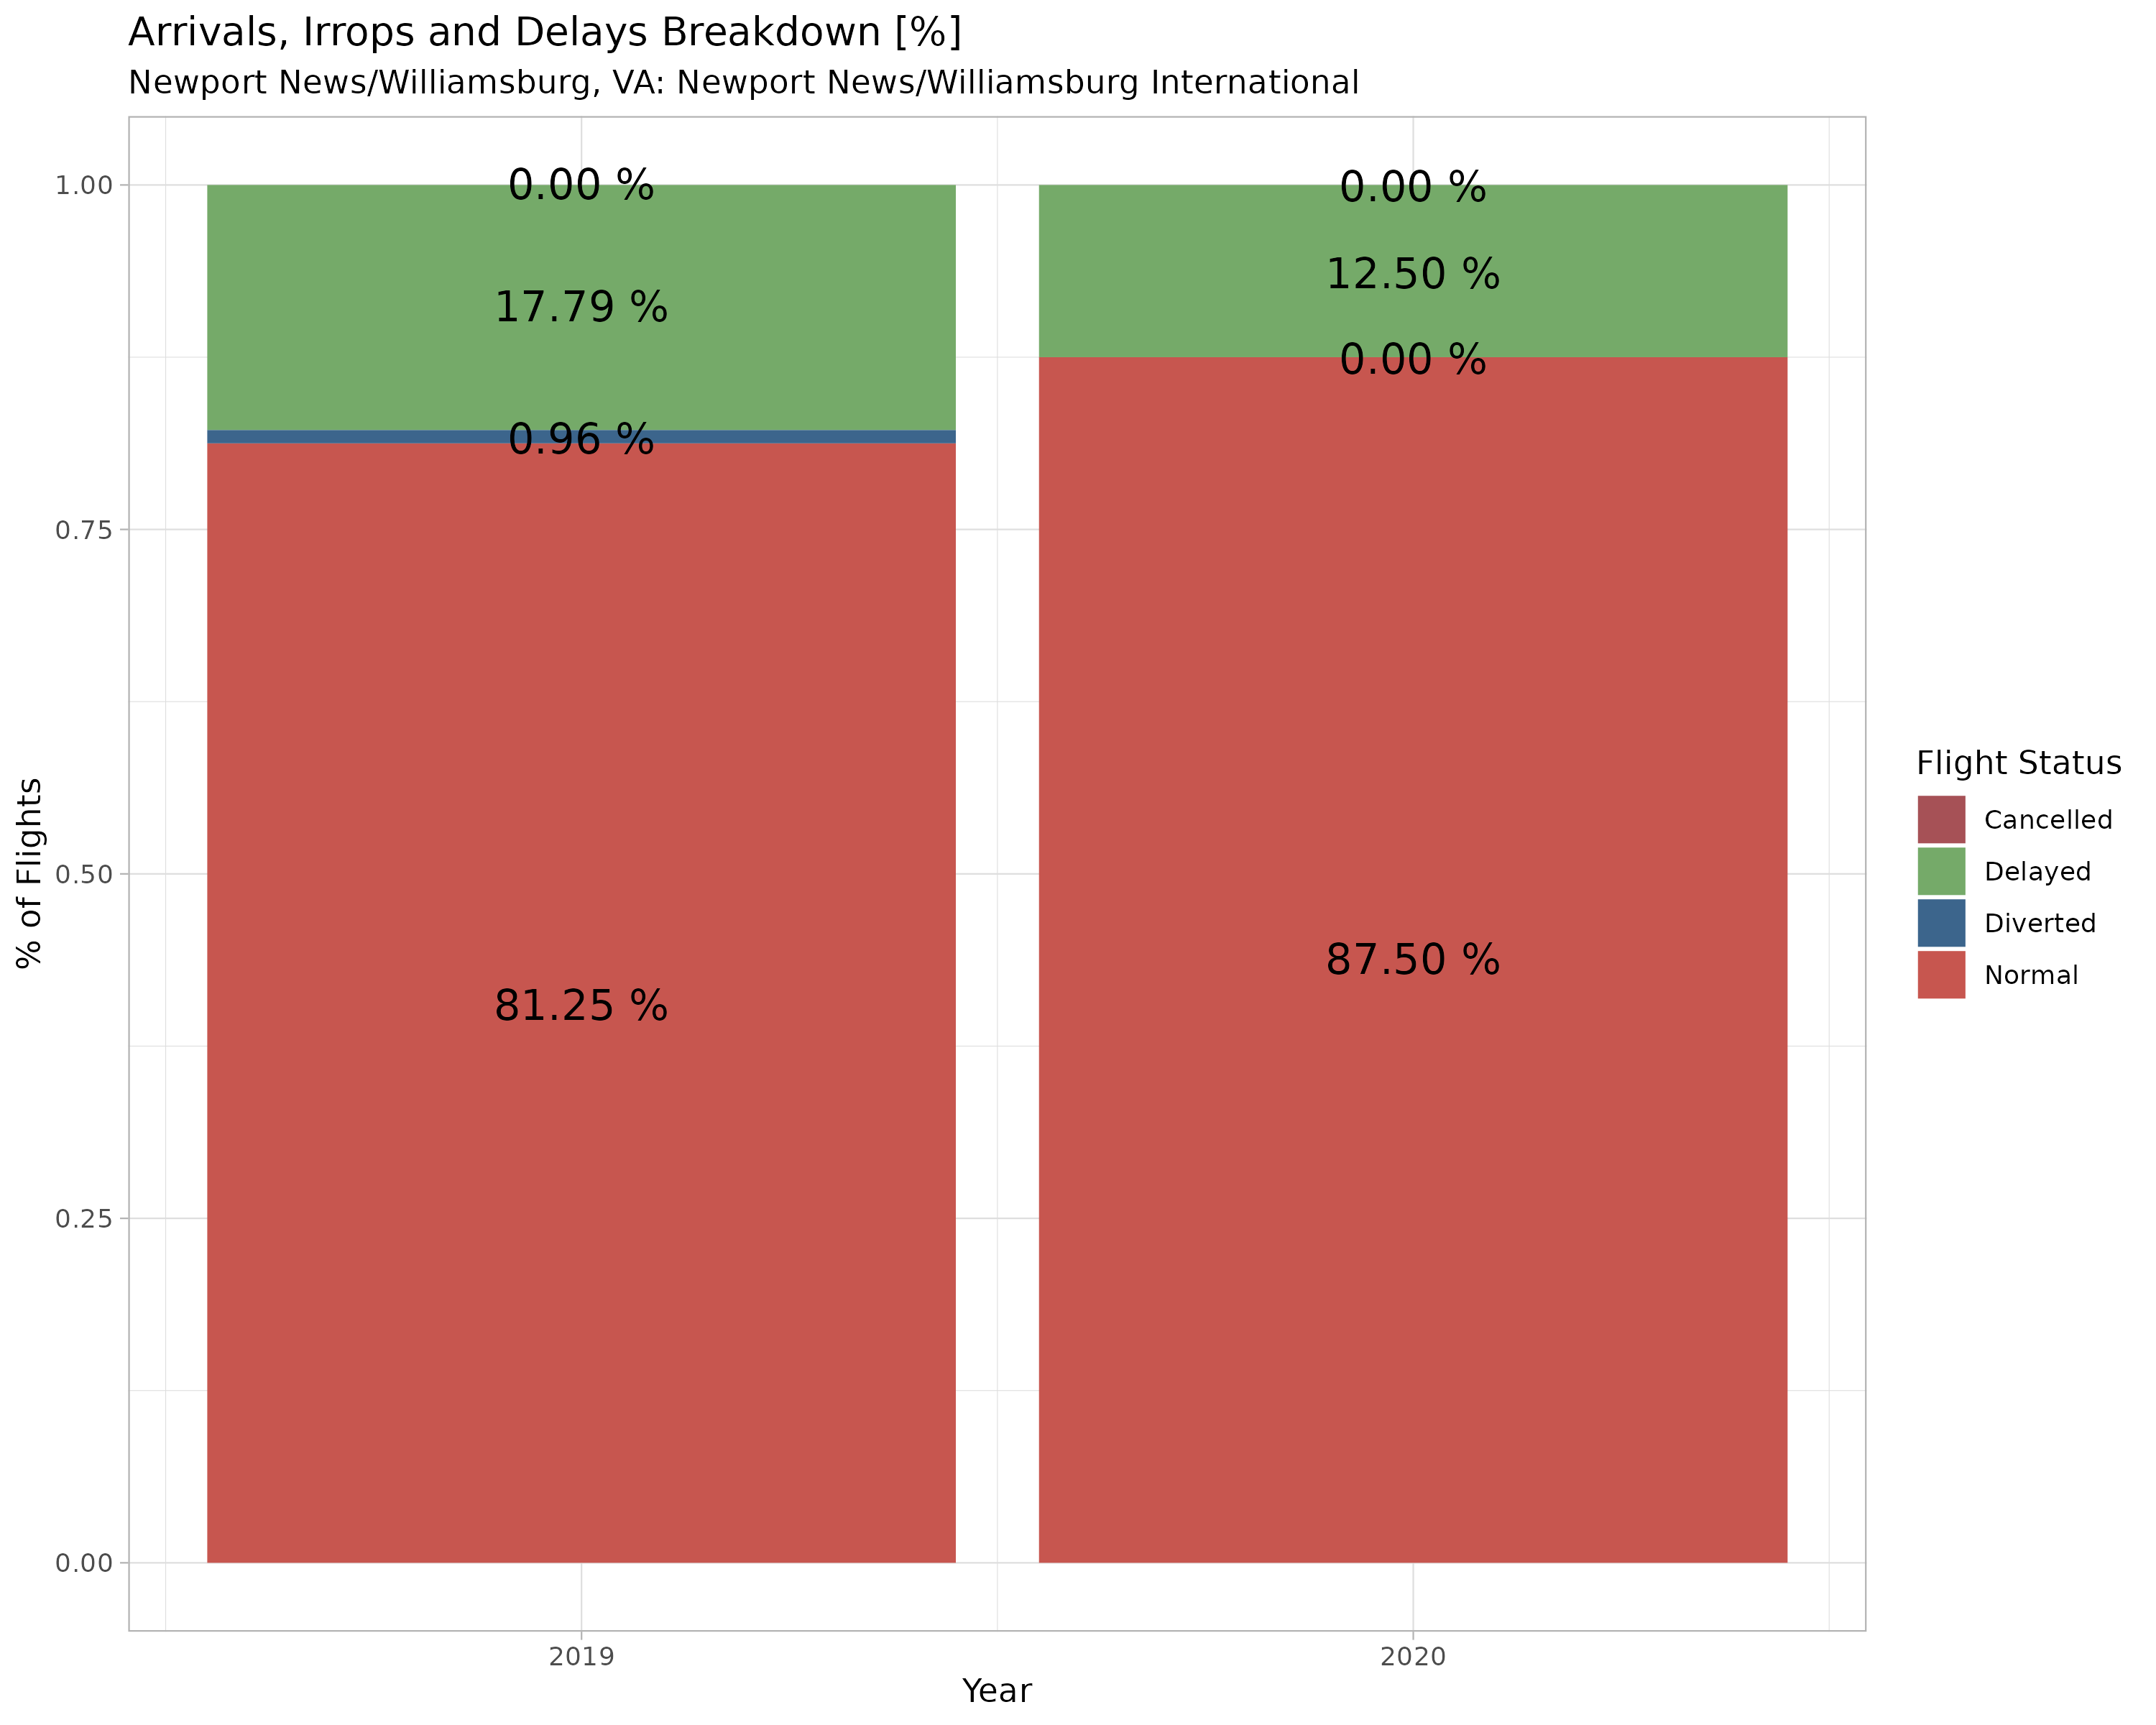 Arrivals, Irrops and Delays Breakdown [%]
Newport News/Williamsburg, VA: Newport News/Williamsburg International
% of Flights
1.00
0.75
0.50
0.25
0.00
0.00 %
17.79 %
0.96 %
81.25 %
0.00 %
12.50 %
0.00 %
87.50 %
2019
2020
Year
Flight Status
Cancelled
Delayed
Diverted
Normal